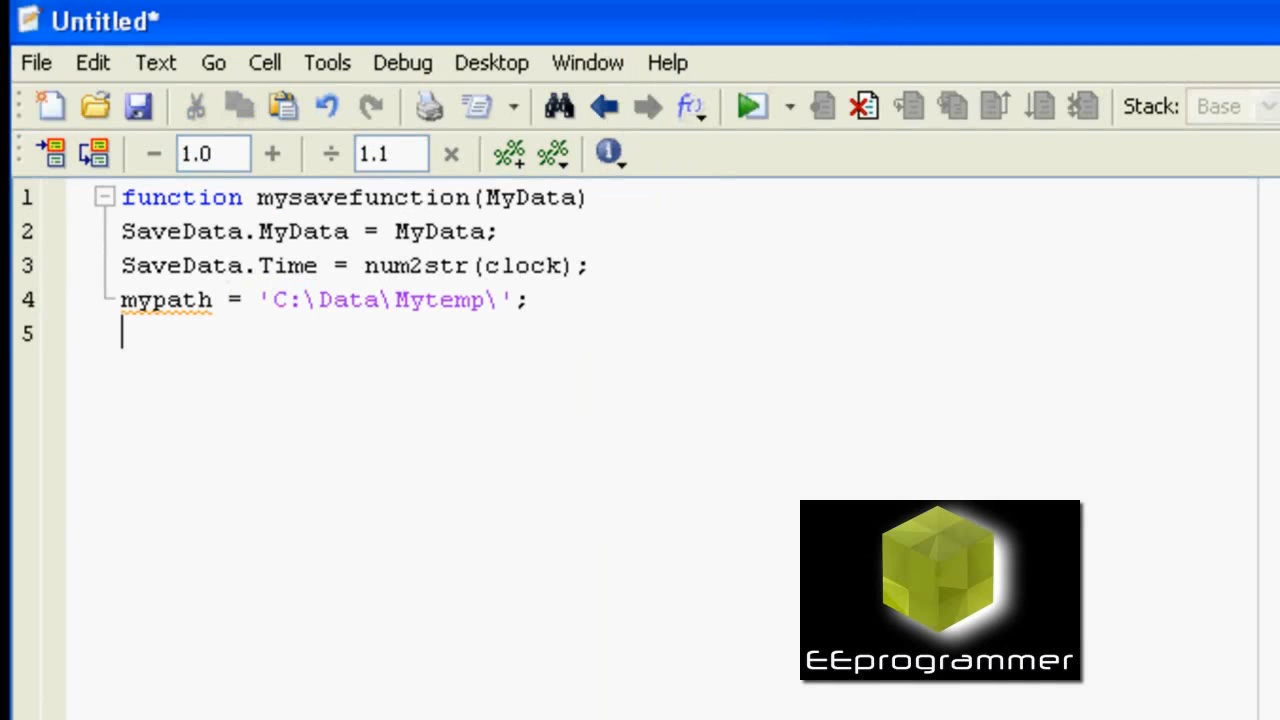 Untitled*
File Edit Text Go Cell Tools Debug Desktop Window Help
Stack: Base
1.0 1.1
1 function mysavefunction(MyData)
2 SaveData.MyData = MyData;
3 SaveData.Time = num2str(clock);
4 mypath = 'C:\Data\Mytemp\';
5
EEprogrammer